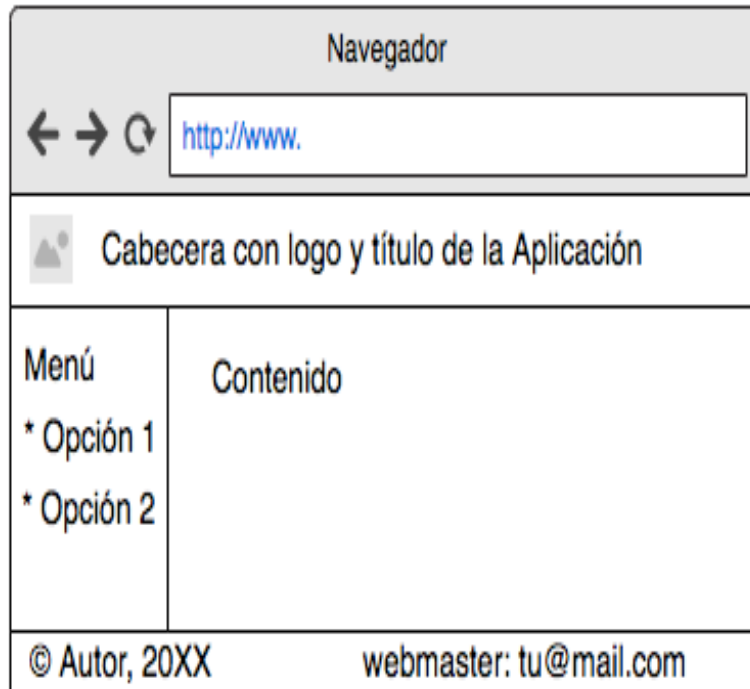 Navegador
http://www.
Cabecera con logo y título de la Aplicación
Menú
* Opción 1
* Opción 2
Contenido
© Autor, 20XX webmaster: tu@mail.com